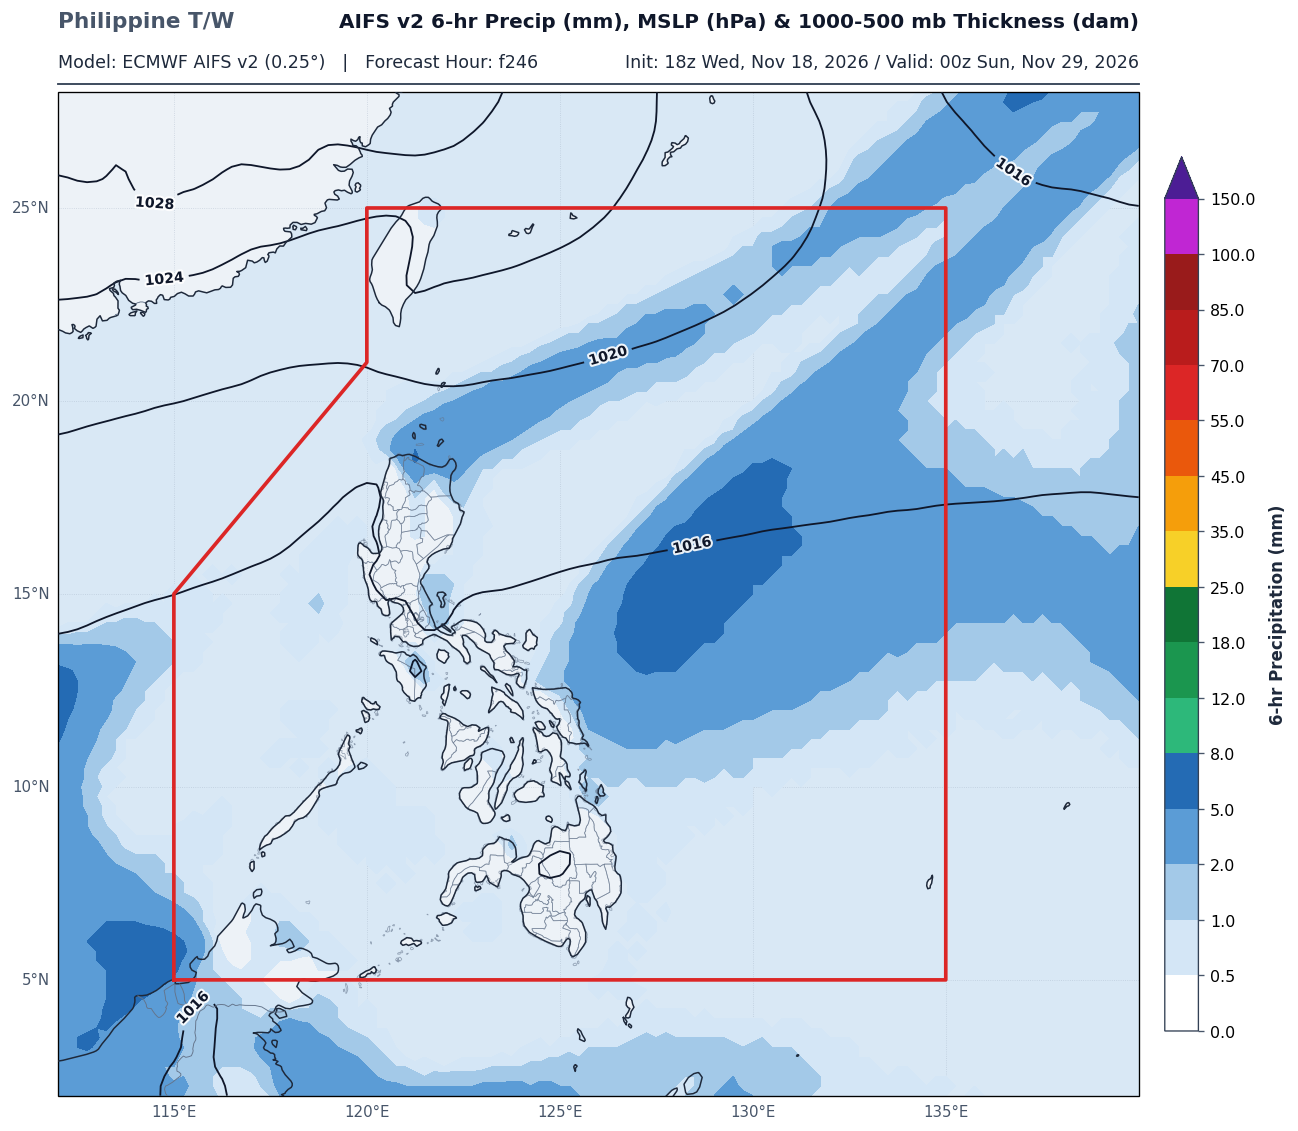 Philippine T/W
AIFS v2 6-hr Precip (mm), MSLP (hPa) & 1000-500 mb Thickness (dam)
Model: ECMWF AIFS v2 (0.25°) | Forecast Hour: f246
Init: 18z Wed, Nov 18, 2026 / Valid: 00z Sun, Nov 29, 2026
25°N
20°N
15°N
10°N
5°N
115°E
120°E
125°E
130°E
135°E
1028
1024
1020
1016
1016
1016
150.0
100.0
85.0
70.0
55.0
45.0
35.0
25.0
18.0
12.0
8.0
5.0
2.0
1.0
0.5
0.0
6-hr Precipitation (mm)